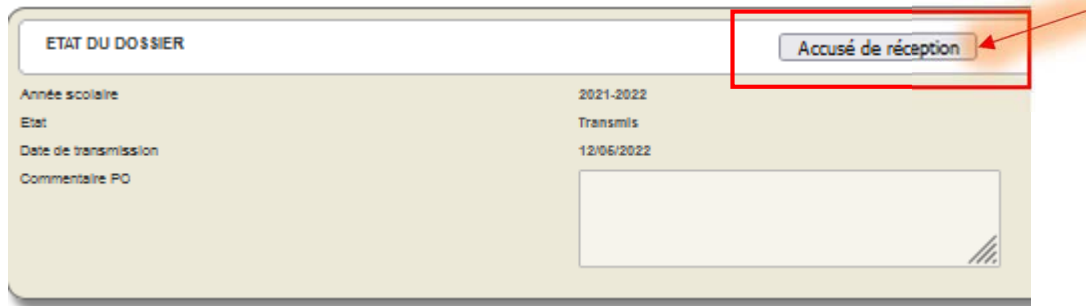 ETAT DU DOSSIER
Accusé de réception
Année scolaire 2021-2022
Etat Transmis
Date de transmission 12/05/2022
Commentaire PO